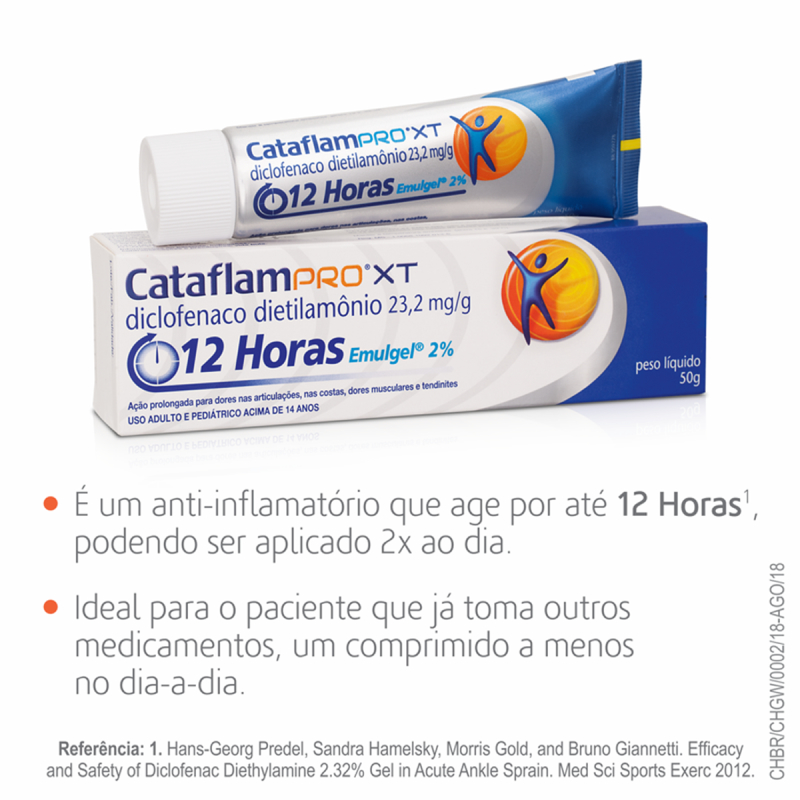 CataflamPRO XT
diclofenaco dietilamônio 23,2 mg/g
12 Horas Emulgel® 2%
CataflamPRO® XT
diclofenaco dietilamônio 23,2 mg/g
12 Horas Emulgel® 2%
peso líquido
50g
Ação prolongada para dores nas articulações, nas costas, dores musculares e tendinites
USO ADULTO E PEDIÁTRICO ACIMA DE 14 ANOS
• É um anti-inflamatório que age por até 12 Horas¹,
podendo ser aplicado 2x ao dia.
• Ideal para o paciente que já toma outros
medicamentos, um comprimido a menos
no dia-a-dia.
Referência: 1. Hans-Georg Predel, Sandra Hamelsky, Morris Gold, and Bruno Giannetti. Efficacy
and Safety of Diclofenac Diethylamine 2.32% Gel in Acute Ankle Sprain. Med Sci Sports Exerc 2012.
CHBR/CHGW/0002/18-AGO/18